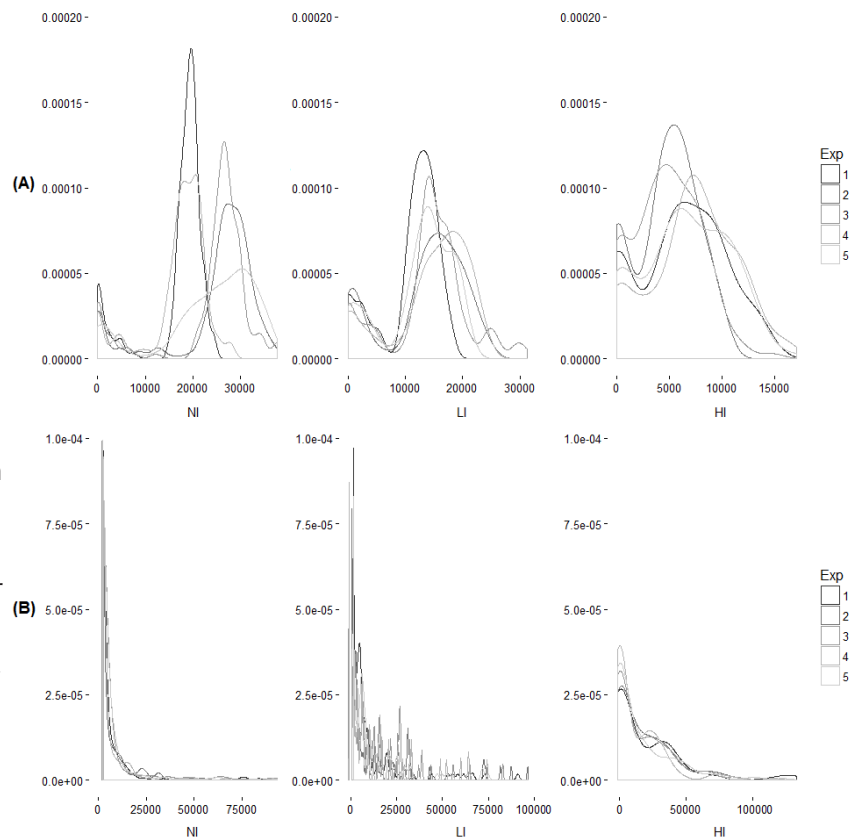 0.00020 0.00020 0.00020
0.00015 0.00015 0.00015
Exp
1
(A) 0.00010 0.00010 0.00010 2
3
4
0.00005 0.00005 0.00005 5
0.00000 0.00000 0.00000
0 10000 20000 30000 0 10000 20000 30000 0 5000 10000 15000
NI LI HI
1.0e-04 1.0e-04 1.0e-04
7.5e-05 7.5e-05 7.5e-05
Exp
1
(B) 5.0e-05 5.0e-05 5.0e-05 2
3
4
5
2.5e-05 2.5e-05 2.5e-05
0.0e+00 0.0e+00 0.0e+00
0 25000 50000 75000 0 25000 50000 75000 100000 0 50000 100000
NI LI HI